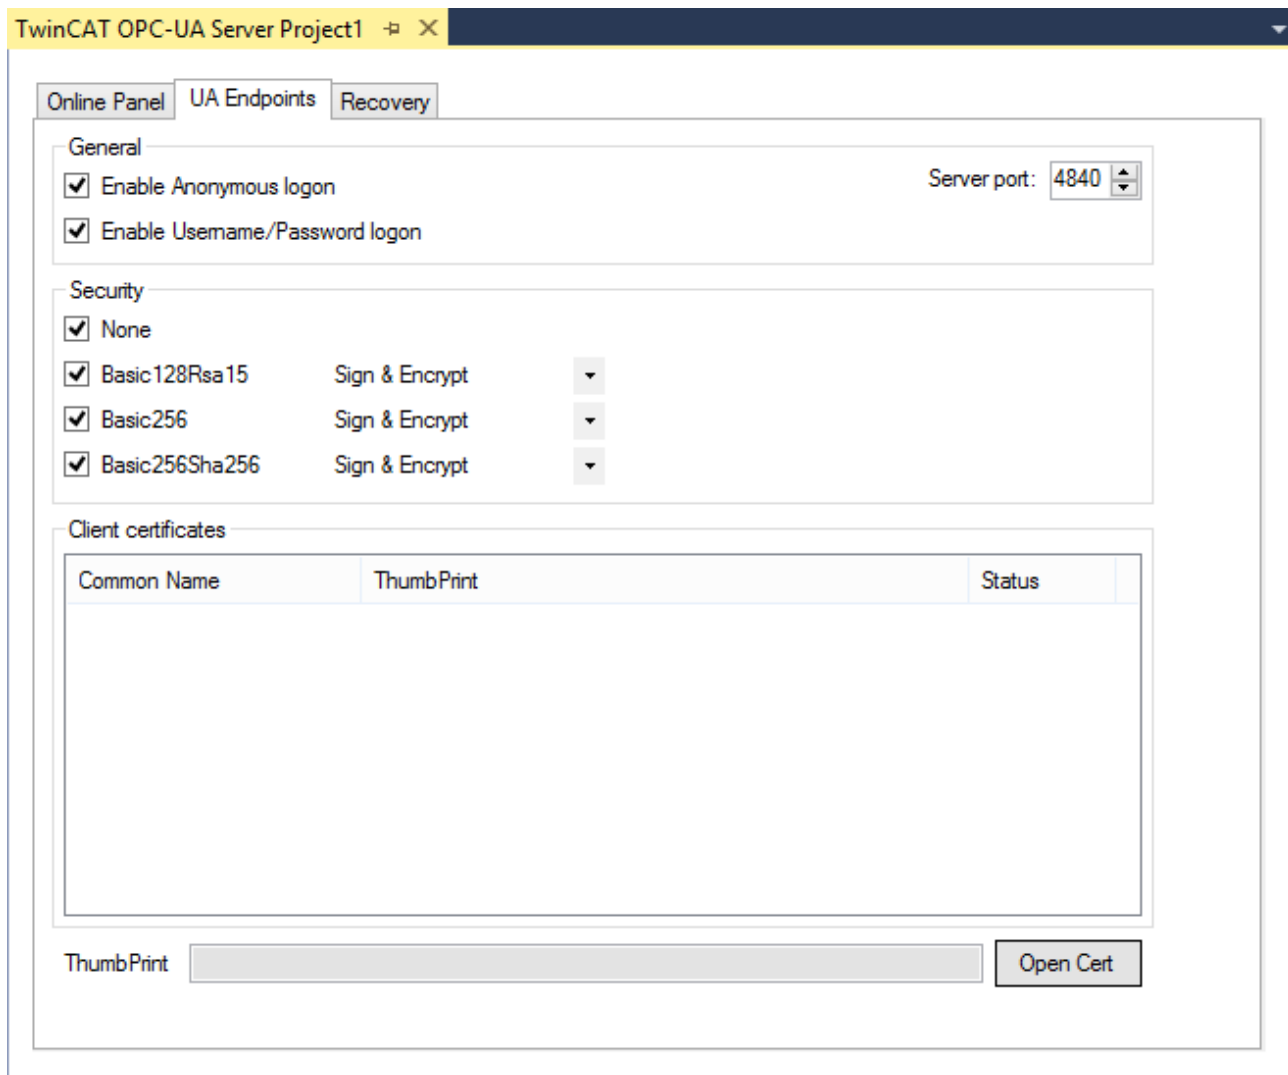 TwinCAT OPC-UA Server Project1
Online Panel UA Endpoints Recovery
General
Enable Anonymous logon Server port: 4840
Enable Username/Password logon
Security
None
Basic128Rsa15 Sign & Encrypt
Basic256 Sign & Encrypt
Basic256Sha256 Sign & Encrypt
Client certificates
Common Name ThumbPrint Status
ThumbPrint Open Cert